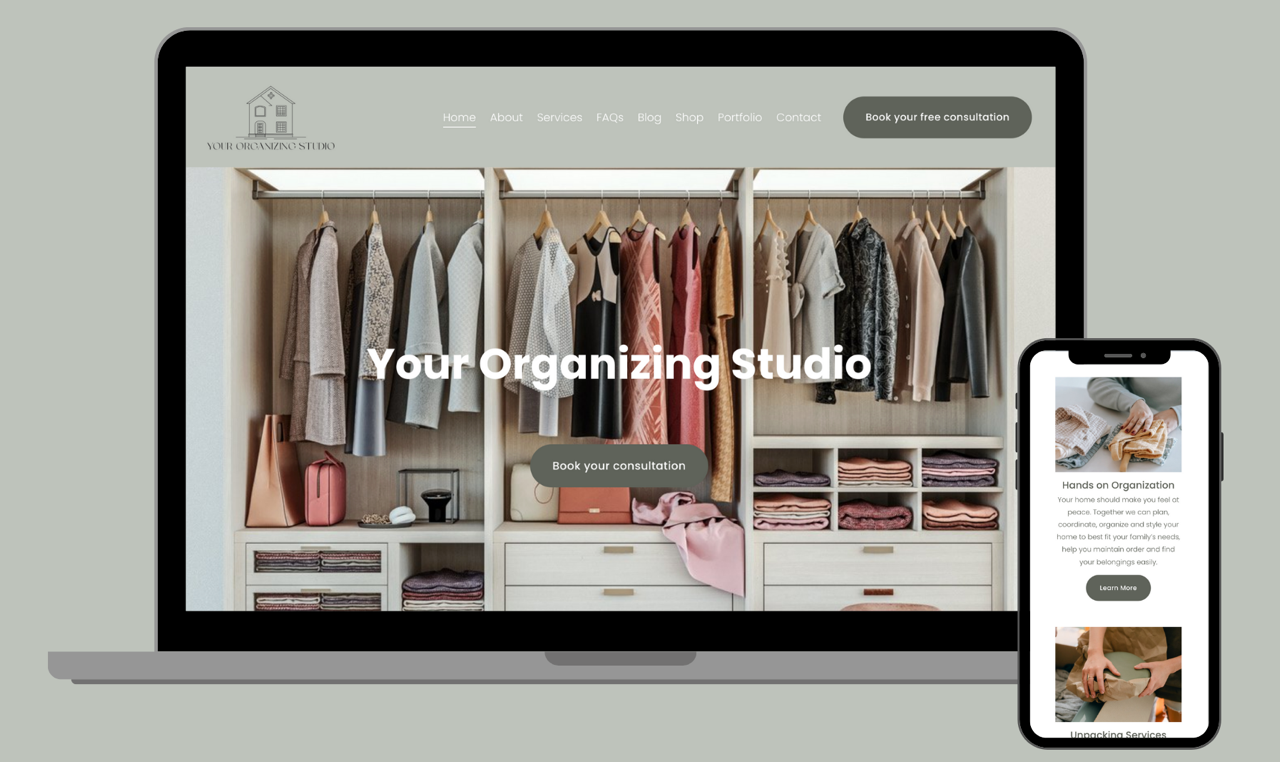 YOUR ORGANIZING STUDIO
Home About Services FAQs Blog Shop Portfolio Contact
Book your free consultation
Your Organizing Studio
Book your consultation
Hands on Organization
Your home should make you feel at
peace. Together we can plan,
coordinate, organize and style your
home to best fit your family's needs,
help you maintain order and find
your belongings easily.
Learn More
Unpacking Services